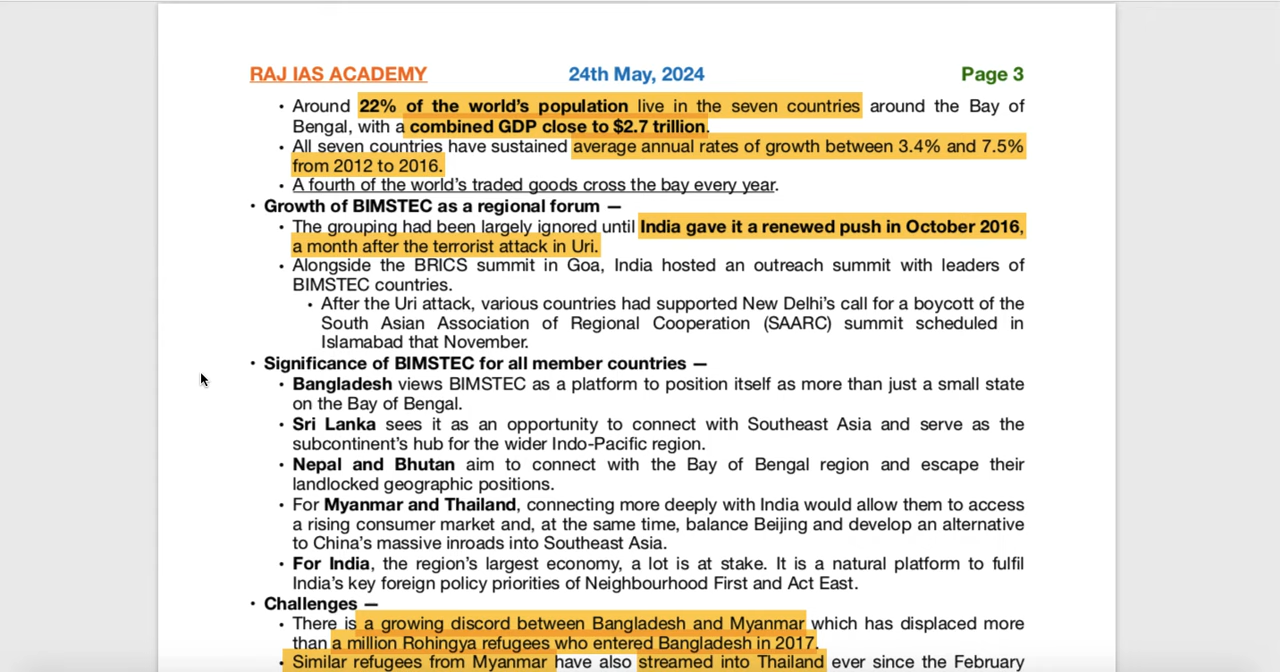 RAJ IAS ACADEMY 24th May, 2024 Page 3
• Around 22% of the world's population live in the seven countries around the Bay of
Bengal, with a combined GDP close to $2.7 trillion.
• All seven countries have sustained average annual rates of growth between 3.4% and 7.5%
from 2012 to 2016.
• A fourth of the world's traded goods cross the bay every year.
• Growth of BIMSTEC as a regional forum —
• The grouping had been largely ignored until India gave it a renewed push in October 2016,
a month after the terrorist attack in Uri.
• Alongside the BRICS summit in Goa, India hosted an outreach summit with leaders of
BIMSTEC countries.
• After the Uri attack, various countries had supported New Delhi's call for a boycott of the
South Asian Association of Regional Cooperation (SAARC) summit scheduled in
Islamabad that November.
• Significance of BIMSTEC for all member countries —
• Bangladesh views BIMSTEC as a platform to position itself as more than just a small state
on the Bay of Bengal.
• Sri Lanka sees it as an opportunity to connect with Southeast Asia and serve as the
subcontinent's hub for the wider Indo-Pacific region.
• Nepal and Bhutan aim to connect with the Bay of Bengal region and escape their
landlocked geographic positions.
• For Myanmar and Thailand, connecting more deeply with India would allow them to access
a rising consumer market and, at the same time, balance Beijing and develop an alternative
to China's massive inroads into Southeast Asia.
• For India, the region's largest economy, a lot is at stake. It is a natural platform to fulfil
India's key foreign policy priorities of Neighbourhood First and Act East.
• Challenges —
• There is a growing discord between Bangladesh and Myanmar which has displaced more
than a million Rohingya refugees who entered Bangladesh in 2017.
• Similar refugees from Myanmar have also streamed into Thailand ever since the February